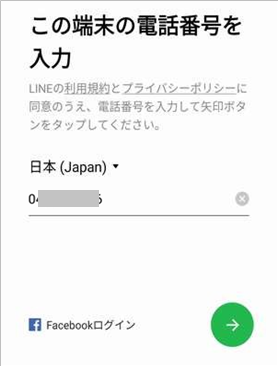 この端末の電話番号を
入力
LINEの利用規約とプライバシーポリシーに
同意のうえ、電話番号を入力して矢印ボタ
ンをタップしてください。
日本 (Japan)
04 6
Facebookログイン